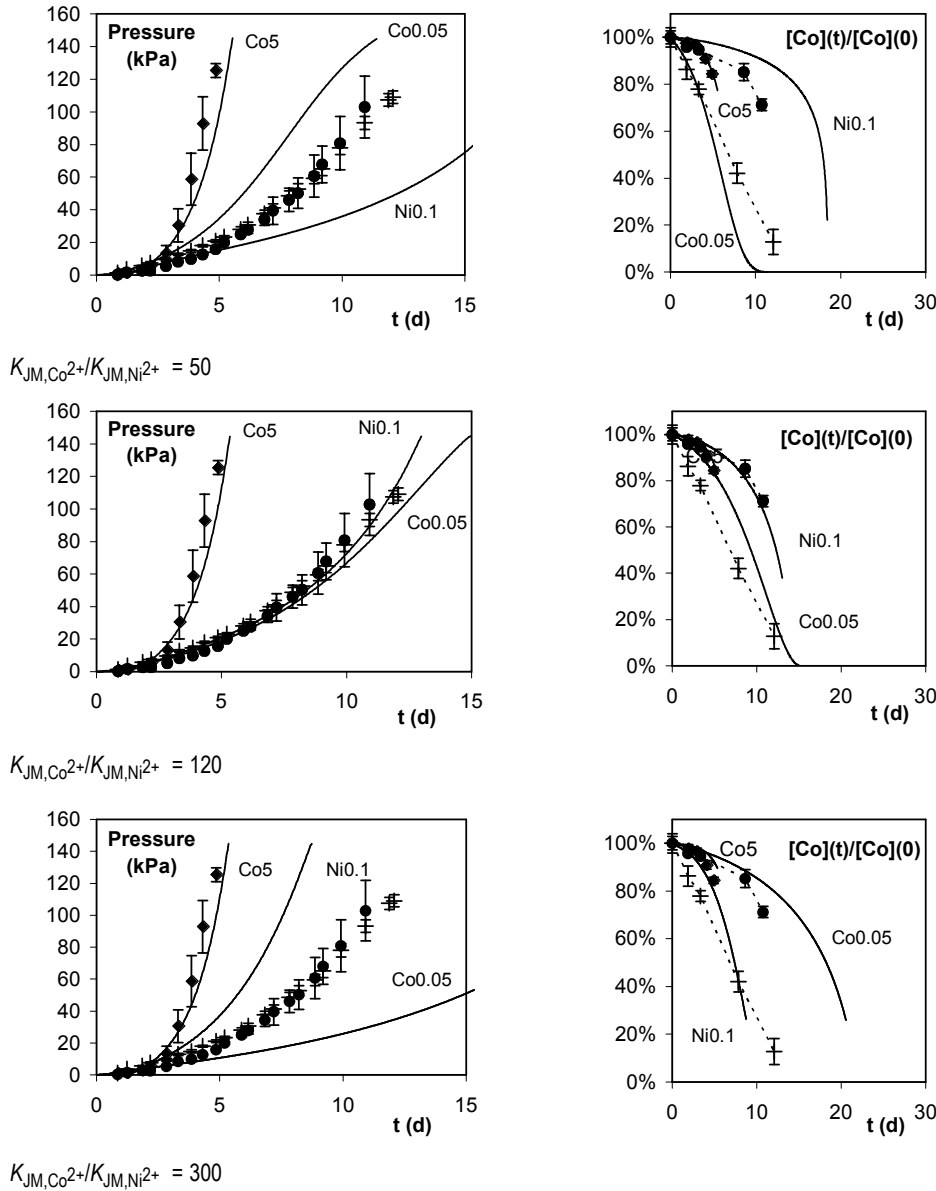 Pressure
(kPa)
Co5
Co0.05
Ni0.1
160
140
120
100
80
60
40
20
0
0 5 10 15
t (d)
[Co](t)/[Co](0)
100%
80%
60%
40%
20%
0%
Co5
Ni0.1
Co0.05
0 10 20 30
t (d)
KJM,Co2+/KJM,Ni2+ = 50
Pressure
(kPa)
Co5
Ni0.1
Co0.05
160
140
120
100
80
60
40
20
0
0 5 10 15
t (d)
[Co](t)/[Co](0)
100%
80%
60%
40%
20%
0%
Co5
Ni0.1
Co0.05
0 10 20 30
t (d)
KJM,Co2+/KJM,Ni2+ = 120
Pressure
(kPa)
Co5
Ni0.1
Co0.05
160
140
120
100
80
60
40
20
0
0 5 10 15
t (d)
[Co](t)/[Co](0)
100%
80%
60%
40%
20%
0%
Co5
Co0.05
Ni0.1
0 10 20 30
t (d)
KJM,Co2+/KJM,Ni2+ = 300